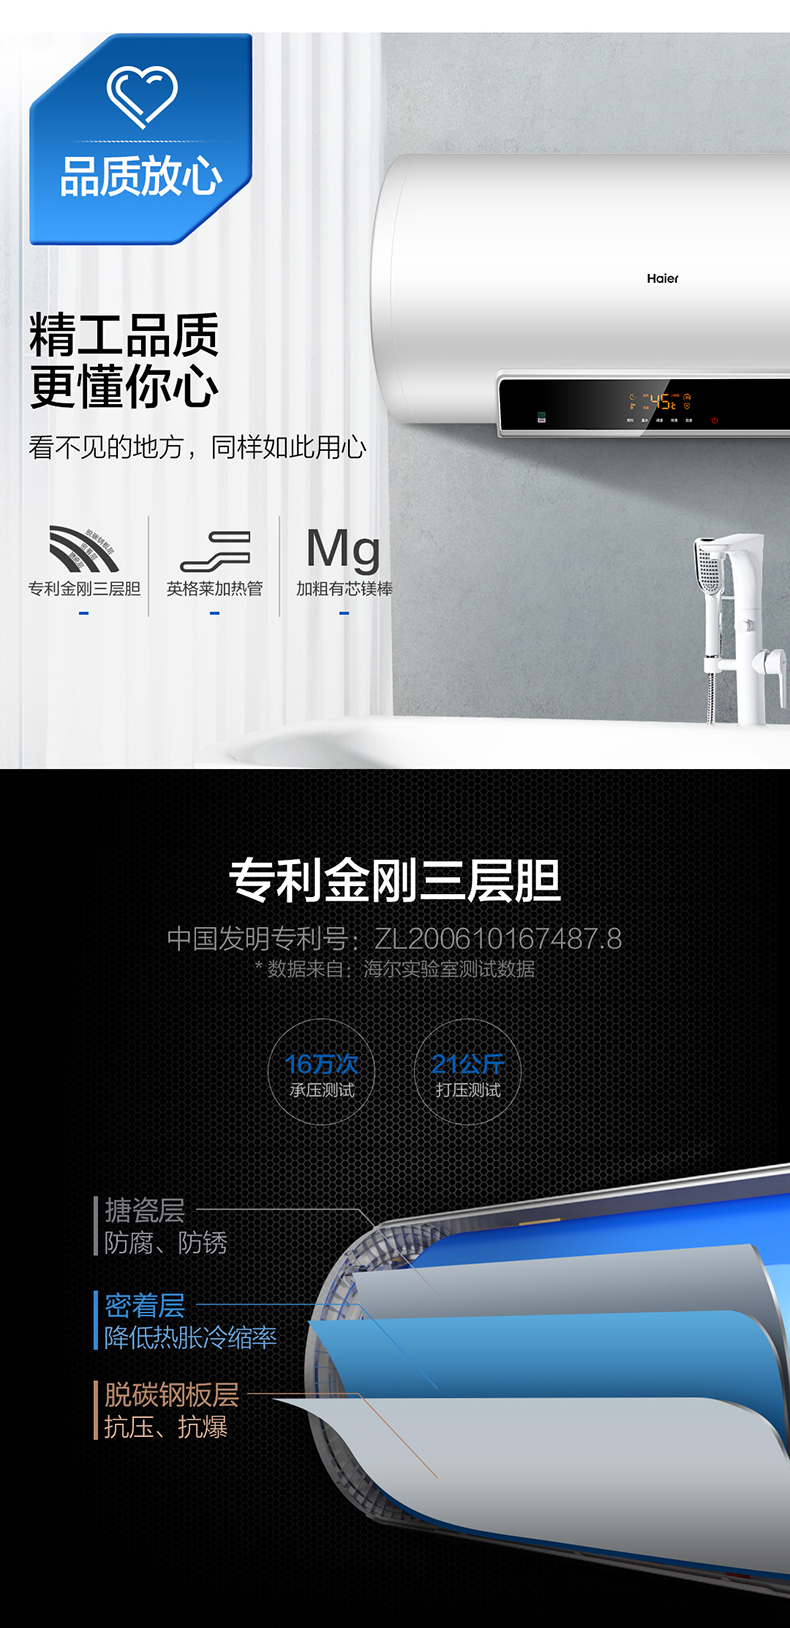 品质放心
Haier
精工品质
更懂你心
45℃
看不见的地方，同样如此用心
Mg
专利金刚三层胆
英格莱加热管
加粗有芯镁棒
专利金刚三层胆
中国发明专利号：ZL200610167487.8
*数据来自：海尔实验室测试数据
16万次
承压测试
21公斤
打压测试
搪瓷层
防腐、防锈
密着层
降低热胀冷缩率
脱碳钢板层
抗压、抗爆